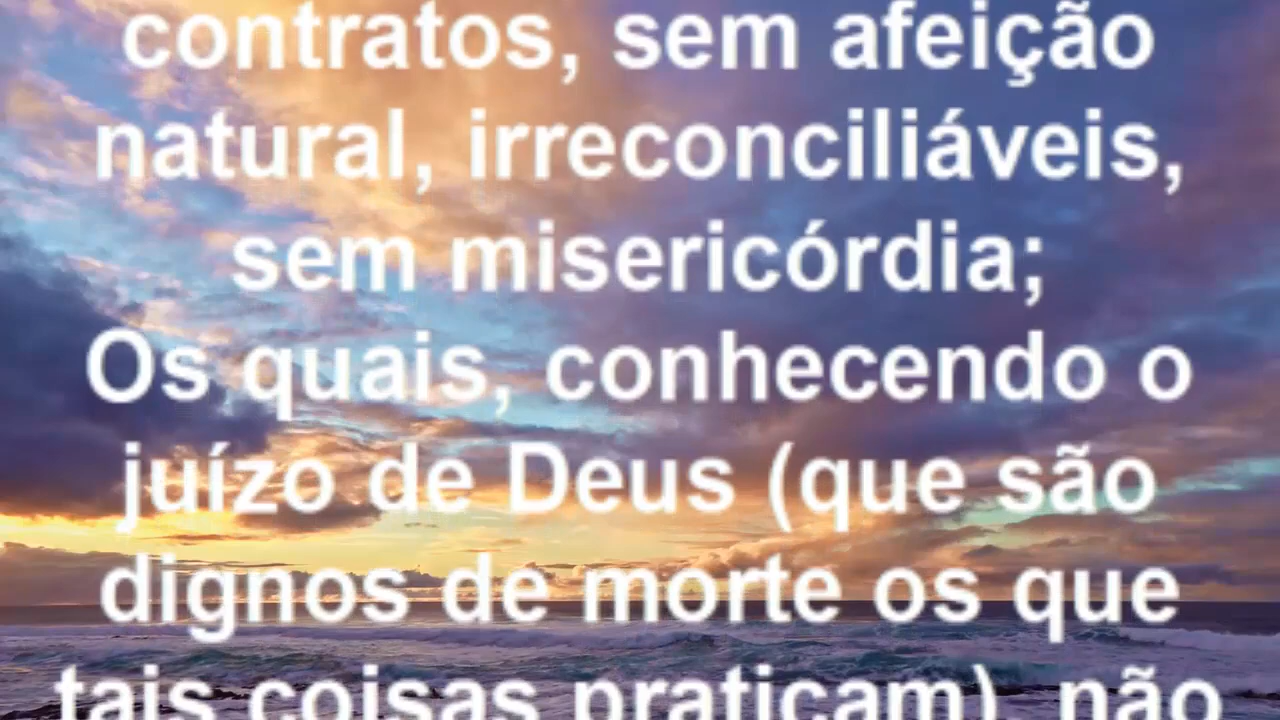 contratos, sem afeição
natural, irreconciliáveis,
sem misericórdia;
Os quais, conhecendo o
juízo de Deus (que são
dignos de morte os que
tais coisas praticam), não